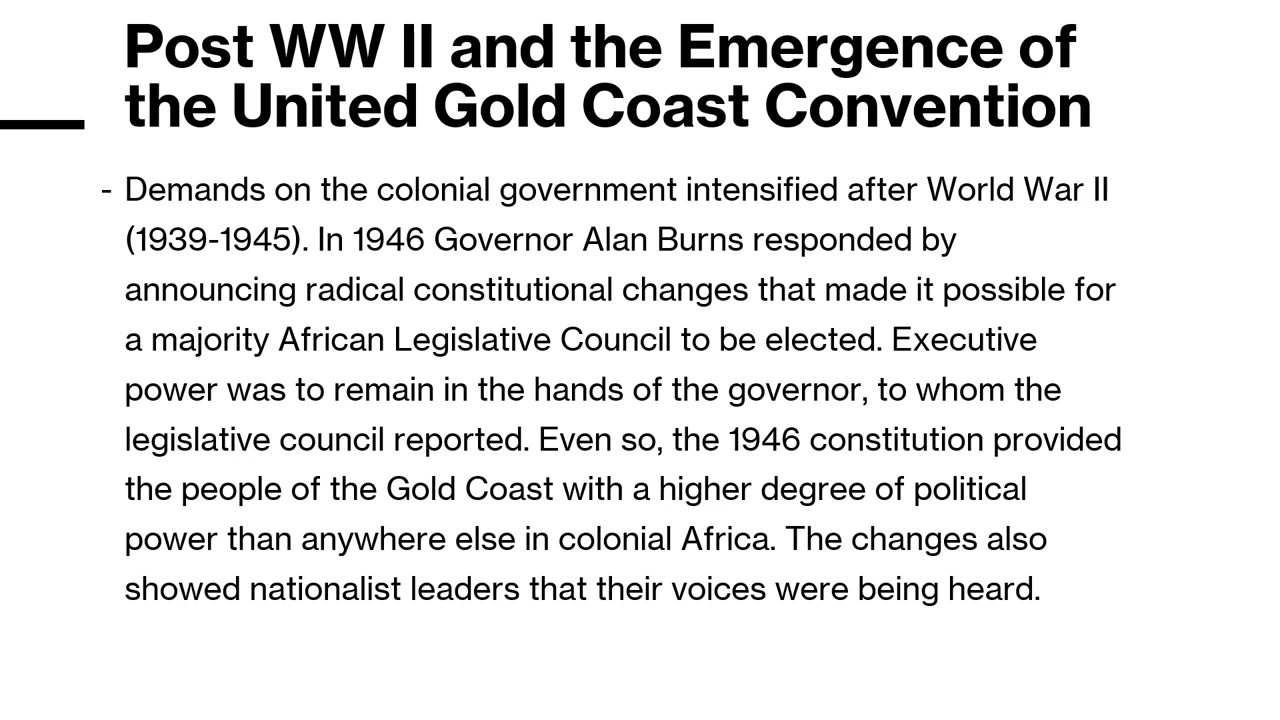 Post WW II and the Emergence of
the United Gold Coast Convention
- Demands on the colonial government intensified after World War II
(1939-1945). In 1946 Governor Alan Burns responded by
announcing radical constitutional changes that made it possible for
a majority African Legislative Council to be elected. Executive
power was to remain in the hands of the governor, to whom the
legislative council reported. Even so, the 1946 constitution provided
the people of the Gold Coast with a higher degree of political
power than anywhere else in colonial Africa. The changes also
showed nationalist leaders that their voices were being heard.